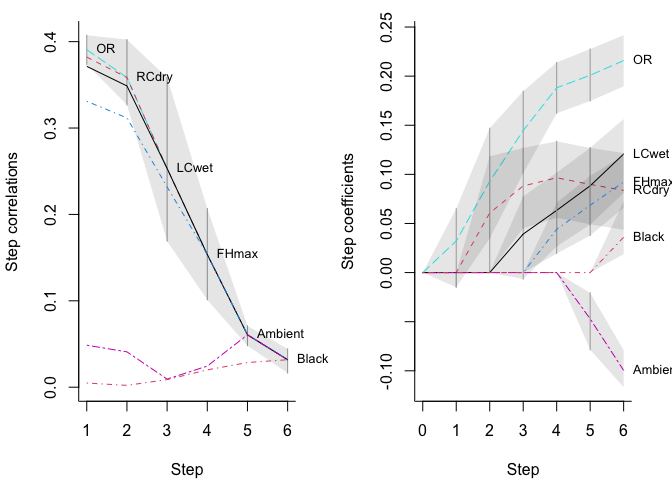 Step correlations
0.4
0.3
0.2
0.1
0.0
OR
RCdry
LCwet
FHmax
Ambient
Black
1 2 3 4 5 6
Step
Step coefficients
0.25
0.20
0.15
0.10
0.05
0.00
-0.10
OR
LCwet
FHmax
RCdry
Black
Ambien
0 1 2 3 4 5 6
Step